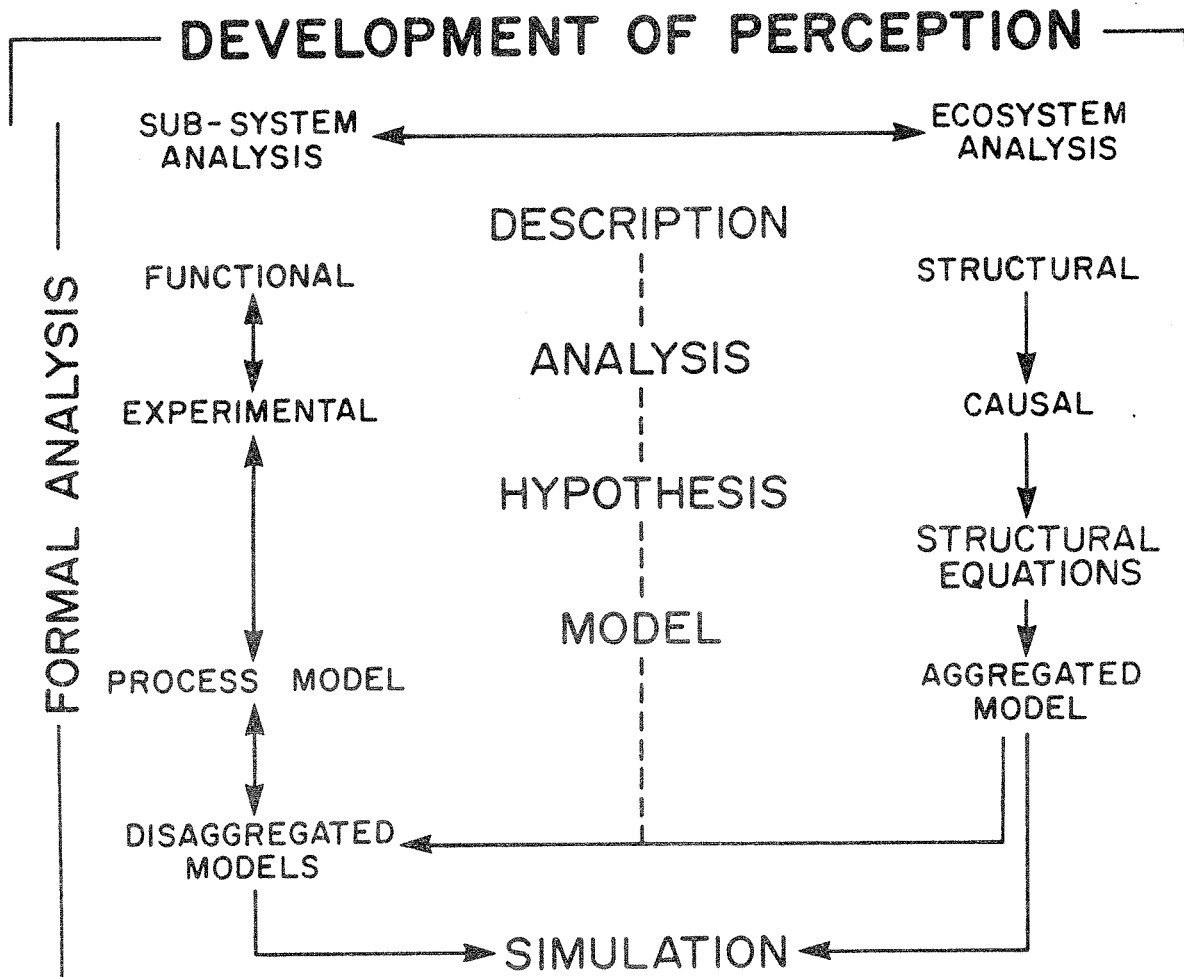 DEVELOPMENT OF PERCEPTION
SUB-SYSTEM
ANALYSIS
ECOSYSTEM
ANALYSIS
DESCRIPTION
FUNCTIONAL
STRUCTURAL
ANALYSIS
EXPERIMENTAL
CAUSAL
FORMAL ANALYSIS
HYPOTHESIS
STRUCTURAL
EQUATIONS
MODEL
PROCESS MODEL
AGGREGATED
MODEL
DISAGGREGATED
MODELS
SIMULATION